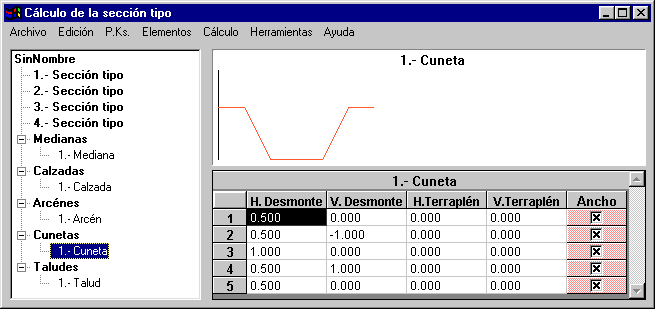 Cálculo de la sección tipo
Archivo Edición P.Ks. Elementos Cálculo Herramientas Ayuda
SinNombre
1.- Sección tipo
2.- Sección tipo
3.- Sección tipo
4.- Sección tipo
Medianas
1.- Mediana
Calzadas
1.- Calzada
Arcénes
1.- Arcén
Cunetas
1.- Cuneta
Taludes
1.- Talud
1.- Cuneta
1.- Cuneta
H. Desmonte V. Desmonte H.Terraplén V.Terraplén Ancho
1 0.500 0.000 0.000 0.000
2 0.500 -1.000 0.000 0.000
3 1.000 0.000 0.000 0.000
4 0.500 1.000 0.000 0.000
5 0.500 0.000 0.000 0.000